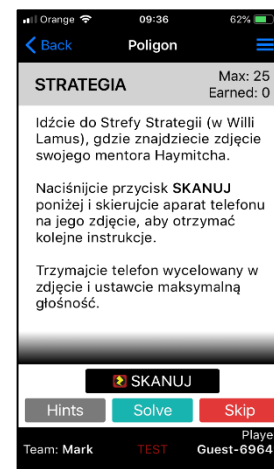 Orange 09:36 62%
Back Poligon
STRATEGIA Max: 25
Earned: 0
Idźcie do Strefy Strategii (w Willi
Lamus), gdzie znajdziecie zdjęcie
swojego mentora Haymitcha.
Naciśnijcie przycisk SKANUJ
poniżej i skierujcie aparat telefonu
na jego zdjęcie, aby otrzymać
kolejne instrukcje.
Trzymajcie telefon wycelowany w
zdjęcie i ustawcie maksymalną
głośność.
SKANUJ
Hints Solve Skip
Playe
Team: Mark TEST Guest-6964